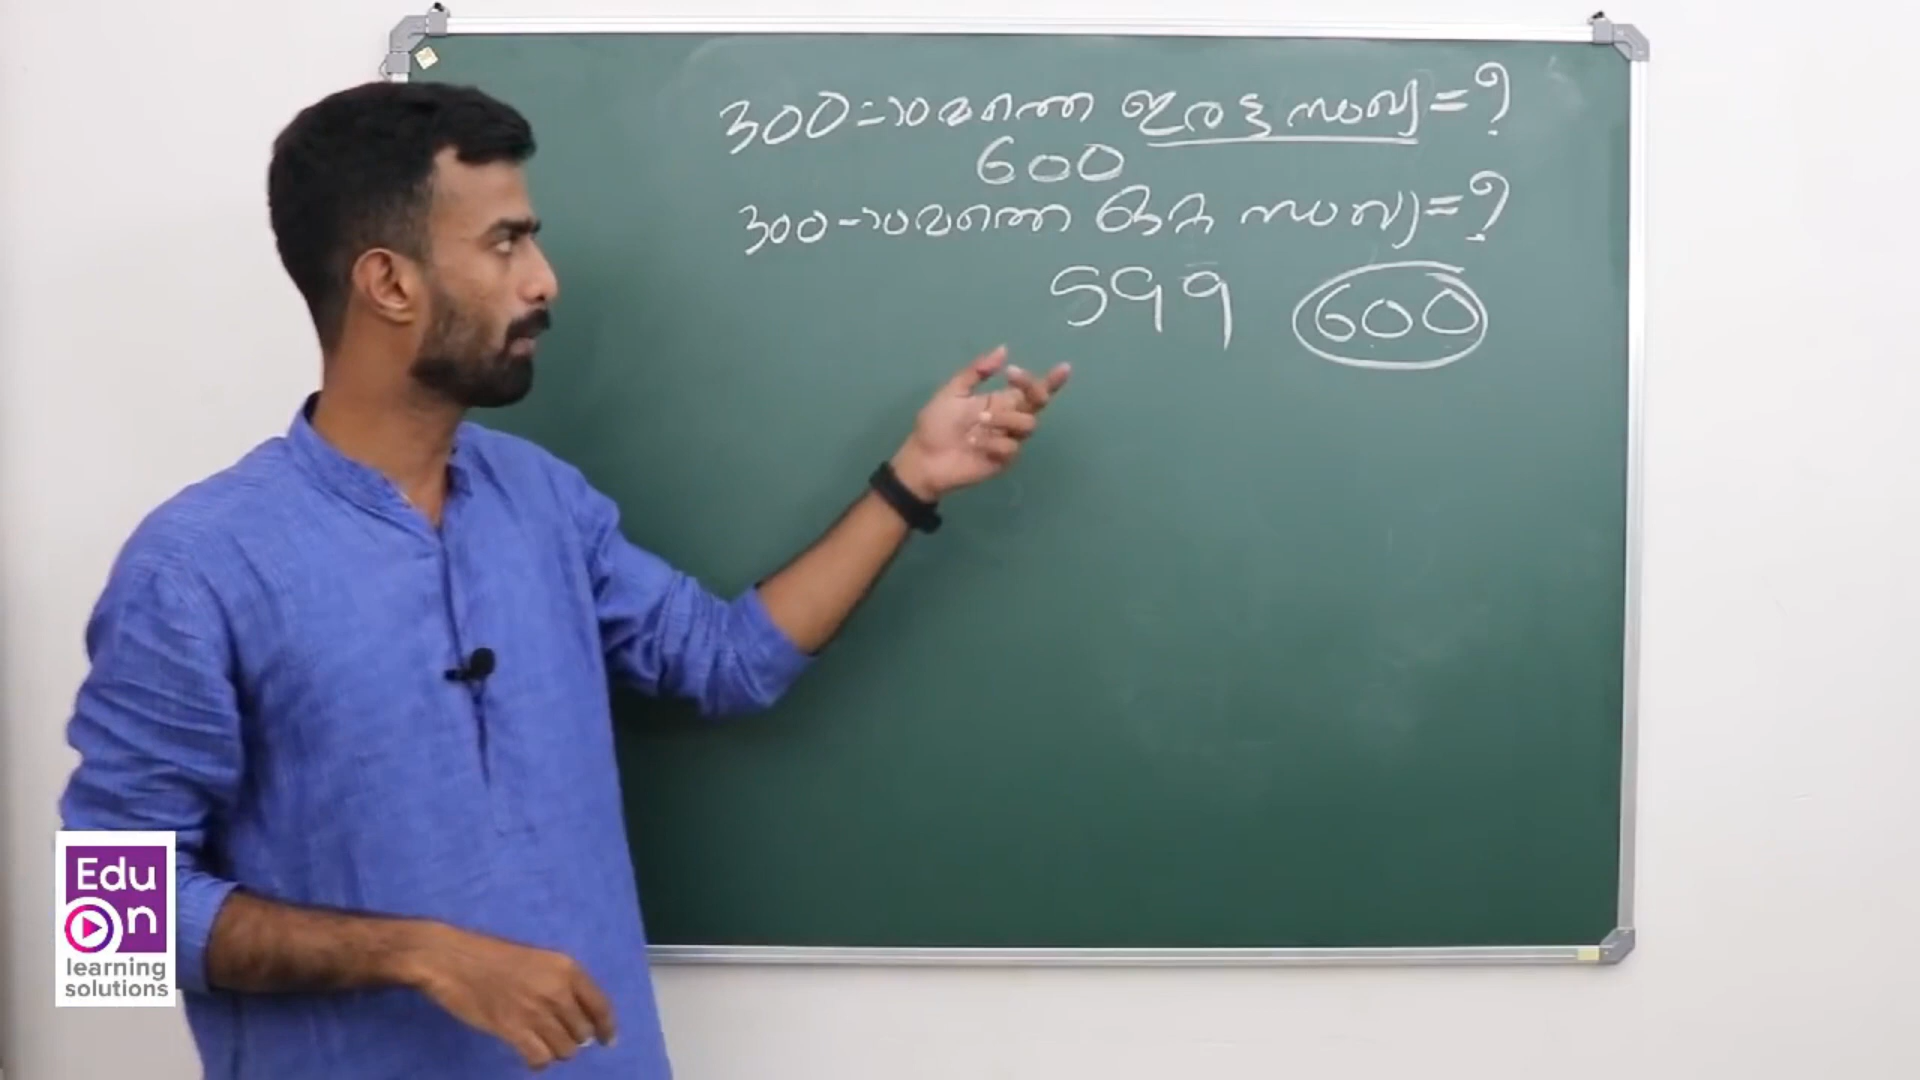 300-ാമത്തെ ഇരട്ട സംഖ്യ = ?
600
300-ാമത്തെ ഒറ്റ സംഖ്യ = ?
599 600
Edu
On
learning
solutions